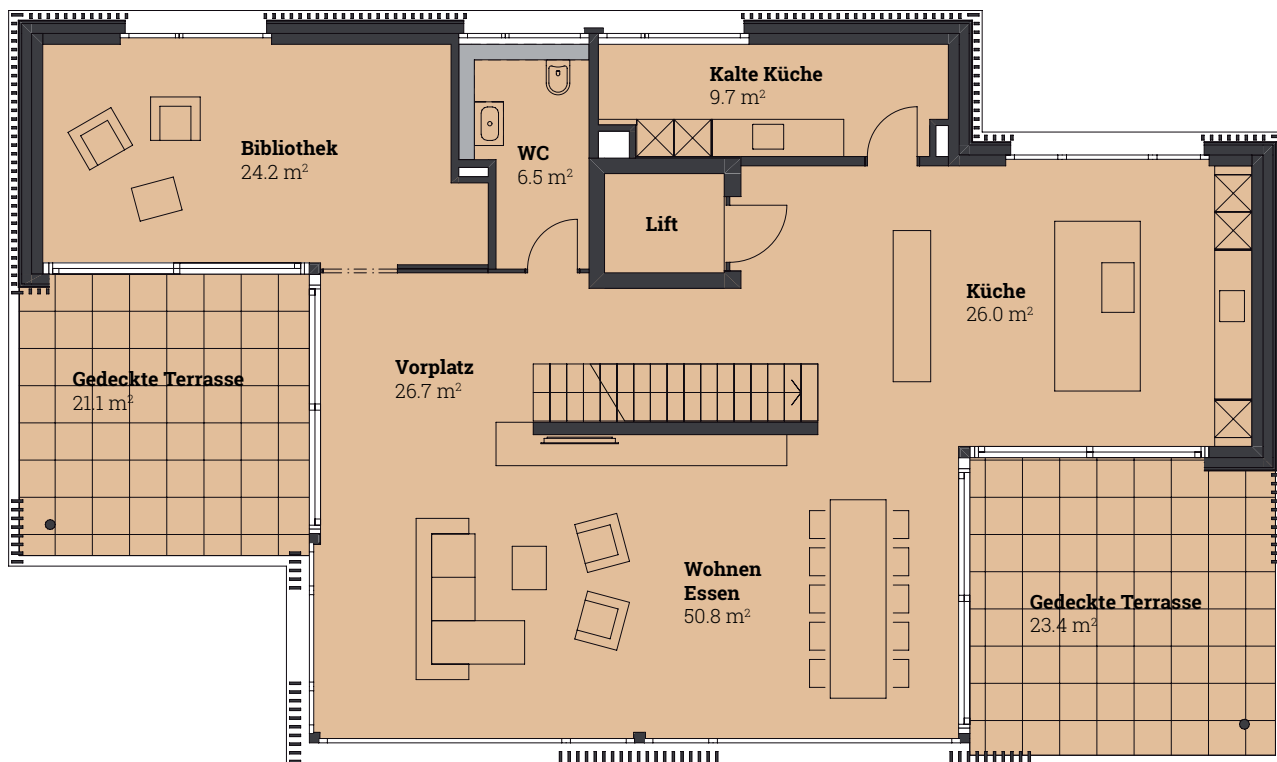 Kalte Küche
9.7 m²
Bibliothek
24.2 m²
WC
6.5 m²
Lift
Küche
26.0 m²
Vorplatz
26.7 m²
Gedeckte Terrasse
21.1 m²
Wohnen
Essen
50.8 m²
Gedeckte Terrasse
23.4 m²